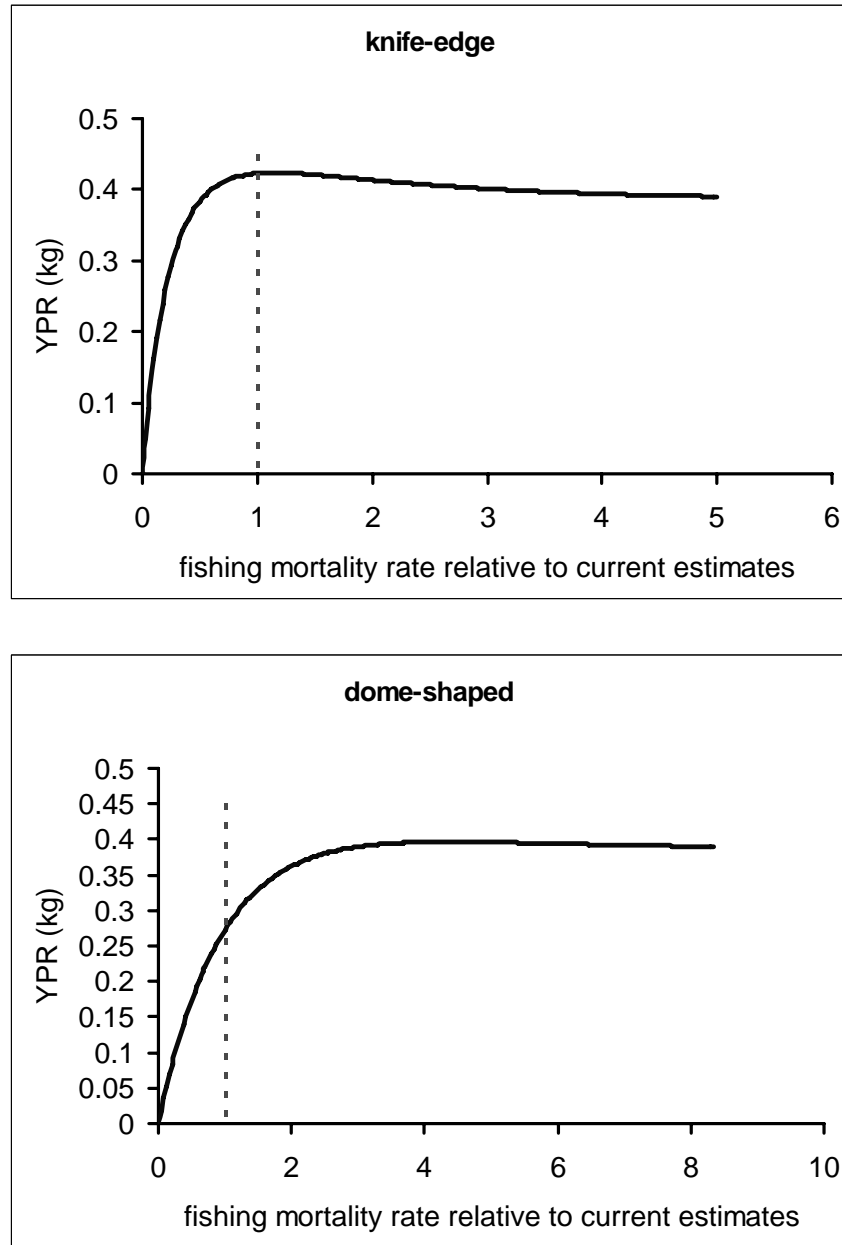 knife-edge
0.5
0.4
0.3
0.2
0.1
0
YPR (kg)
0 1 2 3 4 5 6
fishing mortality rate relative to current estimates
dome-shaped
0.5
0.45
0.4
0.35
0.3
0.25
0.2
0.15
0.1
0.05
0
YPR (kg)
0 2 4 6 8 10
fishing mortality rate relative to current estimates